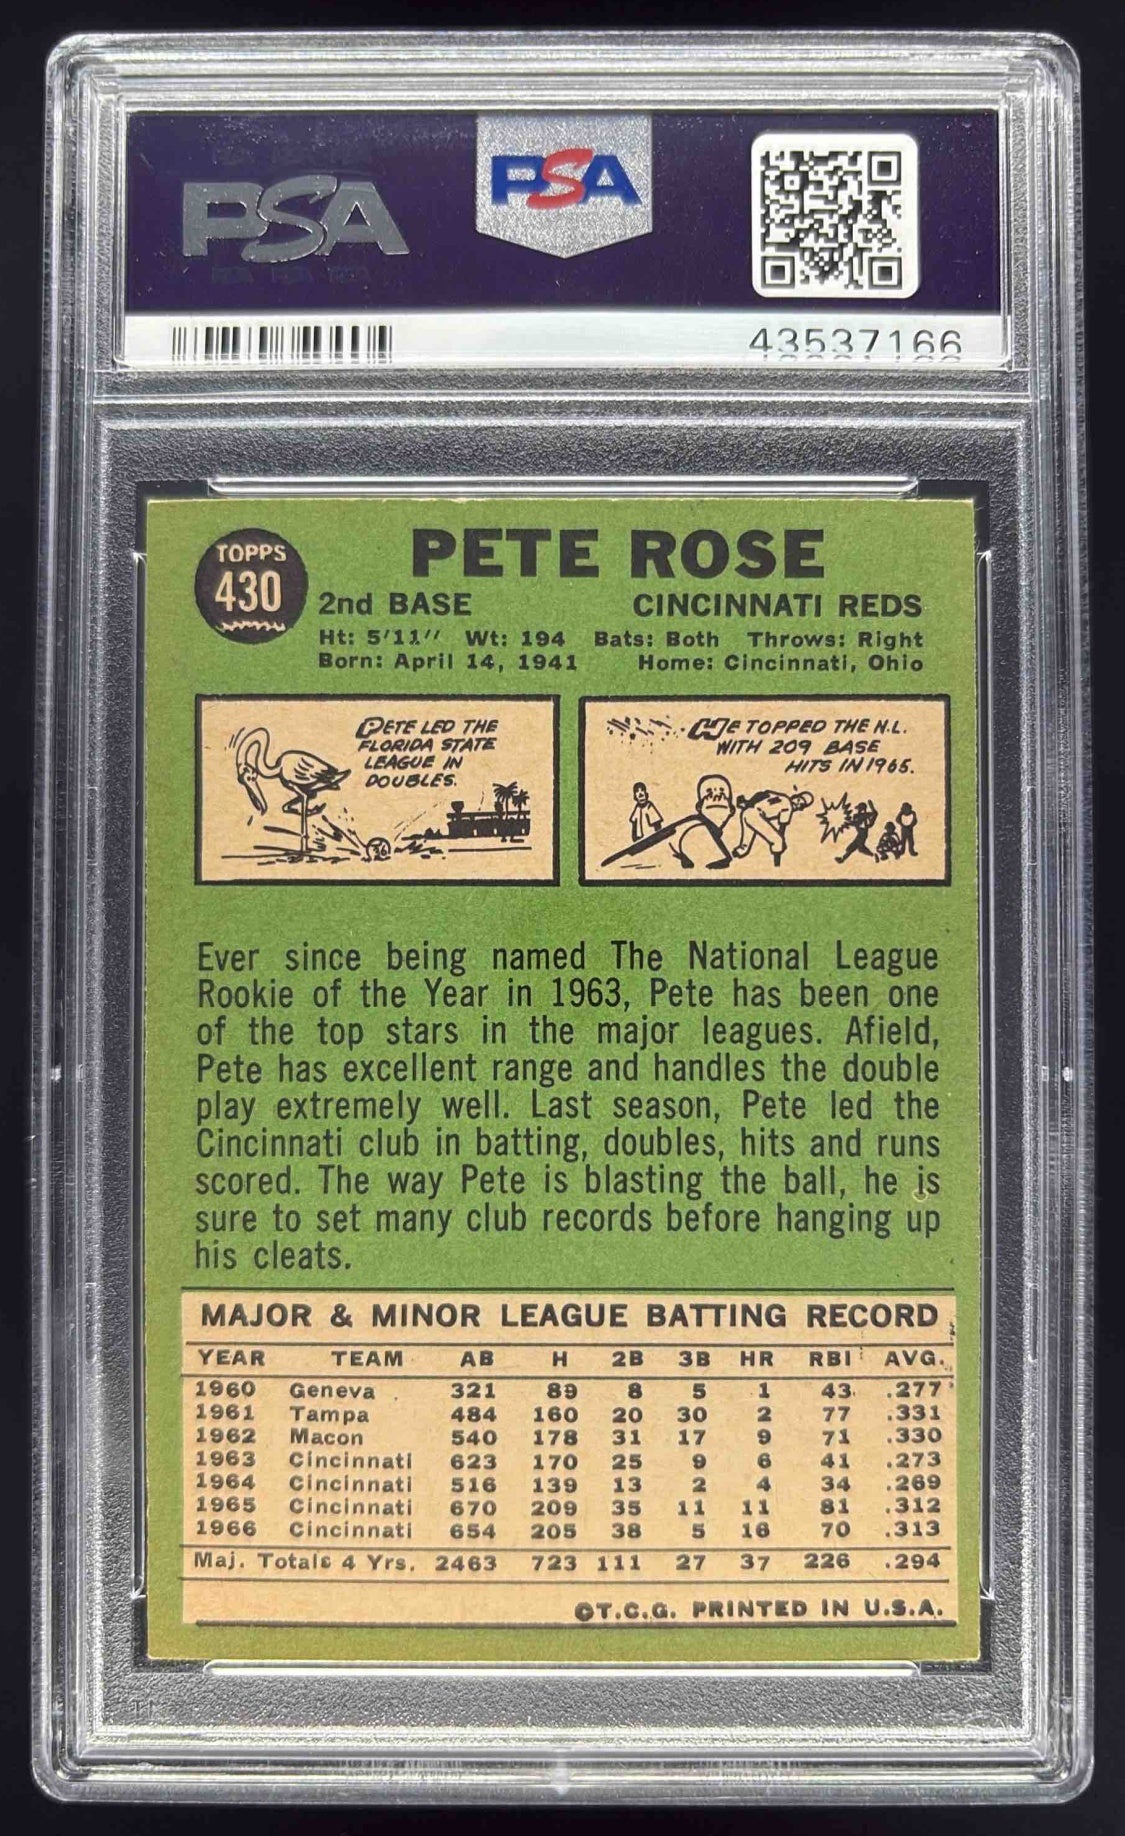 PSA
PSA
43537166
TOPPS
430
PETE ROSE
2nd BASE CINCINNATI REDS
Ht: 5'11" Wt: 194 Bats: Both Throws: Right
Born: April 14, 1941 Home: Cincinnati, Ohio
PETE LED THE
FLORIDA STATE
LEAGUE IN
DOUBLES.
HE TOPPED THE N.L.
WITH 209 BASE
HITS IN 1965.
Ever since being named The National League
Rookie of the Year in 1963, Pete has been one
of the top stars in the major leagues. Afield,
Pete has excellent range and handles the double
play extremely well. Last season, Pete led the
Cincinnati club in batting, doubles, hits and runs
scored. The way Pete is blasting the ball, he is
sure to set many club records before hanging up
his cleats.
MAJOR & MINOR LEAGUE BATTING RECORD
YEAR TEAM AB H 2B 3B HR RBI AVG.
1960 Geneva 321 89 8 5 1 43 .277
1961 Tampa 484 160 20 30 2 77 .331
1962 Macon 540 178 31 17 9 71 .330
1963 Cincinnati 623 170 25 9 6 41 .273
1964 Cincinnati 516 139 13 2 4 34 .269
1965 Cincinnati 670 209 35 11 11 81 .312
1966 Cincinnati 654 205 38 5 16 70 .313
Maj. Totals 4 Yrs. 2463 723 111 27 37 226 .294
©T.C.G. PRINTED IN U.S.A.